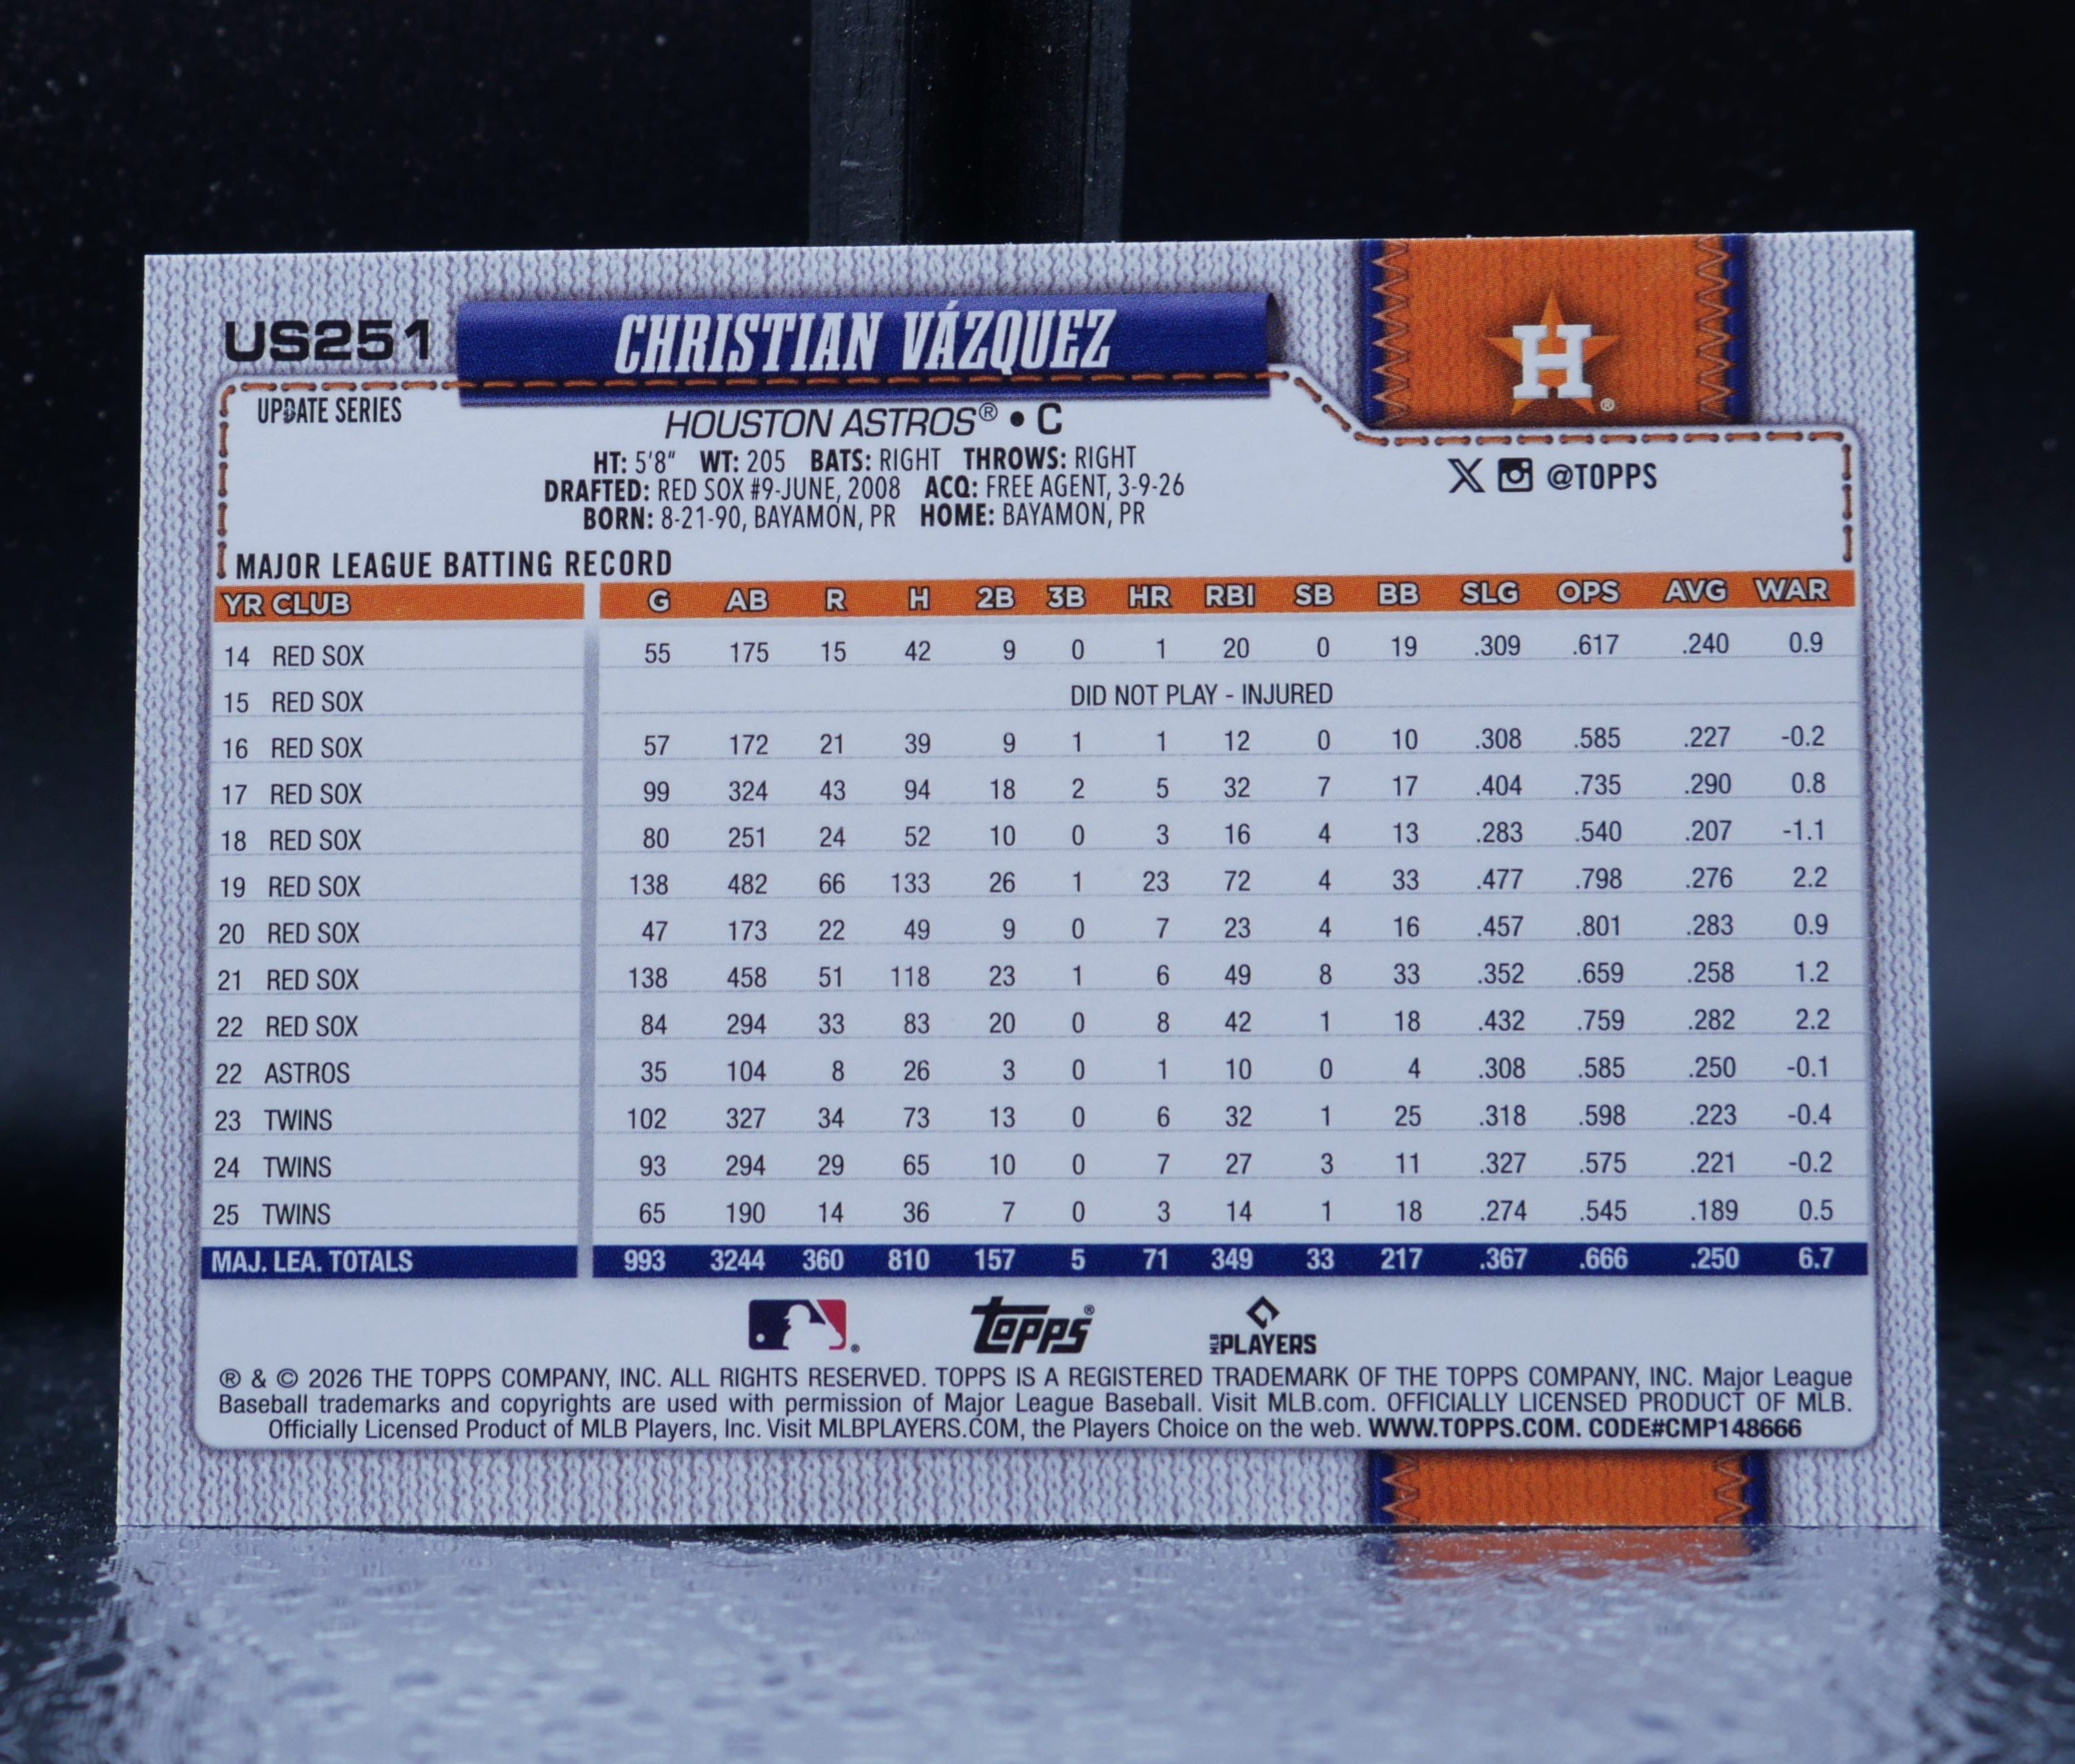 US251
CHRISTIAN VÁZQUEZ
H®
UPDATE SERIES
HOUSTON ASTROS® • C
HT: 5'8" WT: 205 BATS: RIGHT THROWS: RIGHT
DRAFTED: RED SOX #9-JUNE, 2008 ACQ: FREE AGENT, 3-9-26
BORN: 8-21-90, BAYAMON, PR HOME: BAYAMON, PR
@TOPPS
MAJOR LEAGUE BATTING RECORD
YR CLUB G AB R H 2B 3B HR RBI SB BB SLG OPS AVG WAR
14 RED SOX 55 175 15 42 9 0 1 20 0 19 .309 .617 .240 0.9
15 RED SOX DID NOT PLAY - INJURED
16 RED SOX 57 172 21 39 9 1 1 12 0 10 .308 .585 .227 -0.2
17 RED SOX 99 324 43 94 18 2 5 32 7 17 .404 .735 .290 0.8
18 RED SOX 80 251 24 52 10 0 3 16 4 13 .283 .540 .207 -1.1
19 RED SOX 138 482 66 133 26 1 23 72 4 33 .477 .798 .276 2.2
20 RED SOX 47 173 22 49 9 0 7 23 4 16 .457 .801 .283 0.9
21 RED SOX 138 458 51 118 23 1 6 49 8 33 .352 .659 .258 1.2
22 RED SOX 84 294 33 83 20 0 8 42 1 18 .432 .759 .282 2.2
22 ASTROS 35 104 8 26 3 0 1 10 0 4 .308 .585 .250 -0.1
23 TWINS 102 327 34 73 13 0 6 32 1 25 .318 .598 .223 -0.4
24 TWINS 93 294 29 65 10 0 7 27 3 11 .327 .575 .221 -0.2
25 TWINS 65 190 14 36 7 0 3 14 1 18 .274 .545 .189 0.5
MAJ. LEA. TOTALS 993 3244 360 810 157 5 71 349 33 217 .367 .666 .250 6.7
® Topps® MLB PLAYERS
® & © 2026 THE TOPPS COMPANY, INC. ALL RIGHTS RESERVED. TOPPS IS A REGISTERED TRADEMARK OF THE TOPPS COMPANY, INC. Major League
Baseball trademarks and copyrights are used with permission of Major League Baseball. Visit MLB.com. OFFICIALLY LICENSED PRODUCT OF MLB.
Officially Licensed Product of MLB Players, Inc. Visit MLBPLAYERS.COM, the Players Choice on the web. WWW.TOPPS.COM. CODE#CMP148666